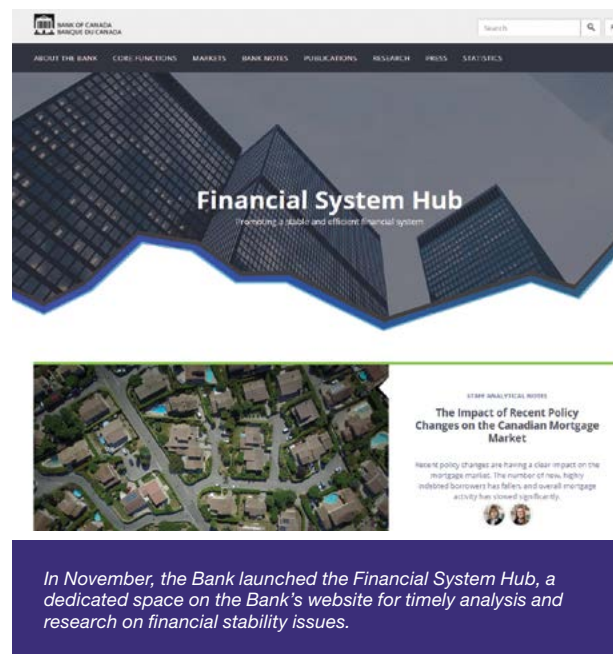 BANK OF CANADA
BANQUE DU CANADA
Search
ABOUT THE BANK CORE FUNCTIONS MARKETS BANK NOTES PUBLICATIONS RESEARCH PRESS STATISTICS
Financial System Hub
Promoting a stable and efficient financial system
STAFF ANALYTICAL NOTES
The Impact of Recent Policy
Changes on the Canadian Mortgage
Market
Recent policy changes are having a clear impact on the
mortgage market. The number of new, highly
indebted borrowers has fallen, and overall mortgage
activity has slowed significantly.
In November, the Bank launched the Financial System Hub, a
dedicated space on the Bank’s website for timely analysis and
research on financial stability issues.